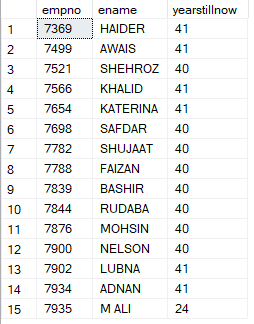 empno ename yearstillnow
1 7369 HAIDER 41
2 7499 AWAIS 41
3 7521 SHEHROZ 40
4 7566 KHALID 41
5 7654 KATERINA 41
6 7698 SAFDAR 40
7 7782 SHUJAAT 40
8 7788 FAIZAN 40
9 7839 BASHIR 40
10 7844 RUDABA 40
11 7876 MOHSIN 40
12 7900 NELSON 40
13 7902 LUBNA 41
14 7934 ADNAN 41
15 7935 M ALI 24